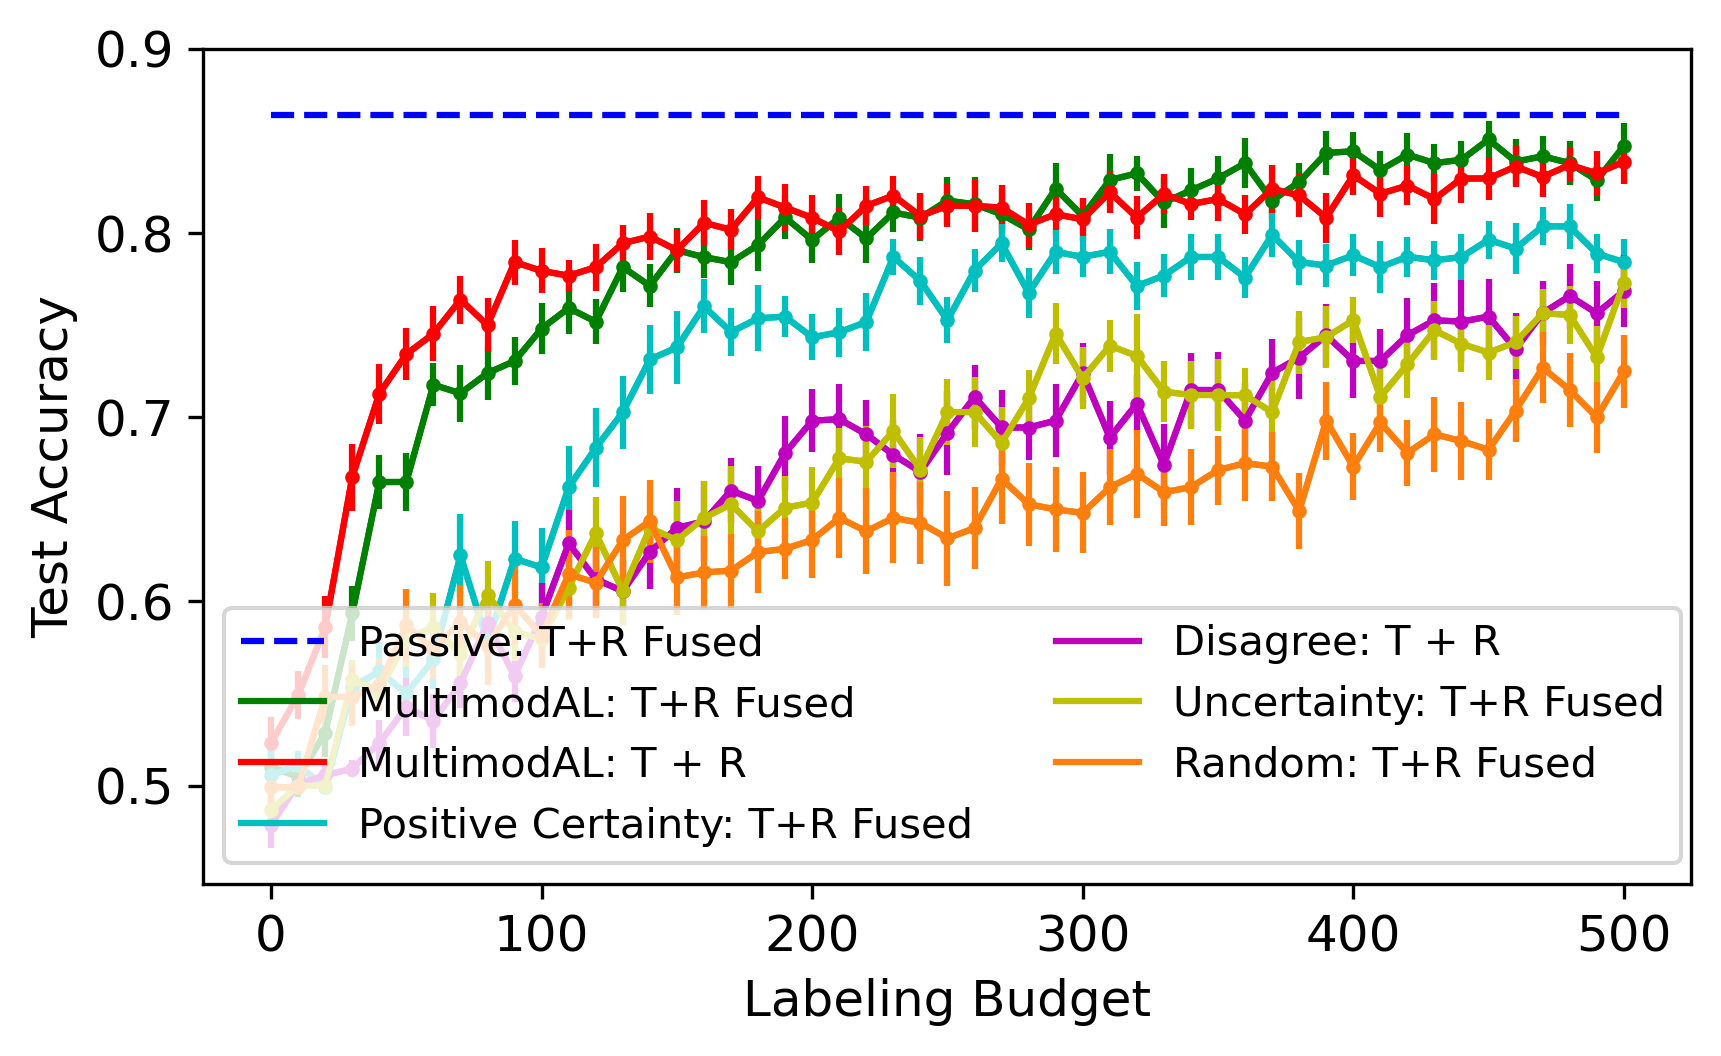 0.9
0.8
0.7
0.6
0.5
Test Accuracy
Passive: T+R Fused
MultimodAL: T+R Fused
MultimodAL: T + R
Positive Certainty: T+R Fused
Disagree: T + R
Uncertainty: T+R Fused
Random: T+R Fused
0 100 200 300 400 500
Labeling Budget